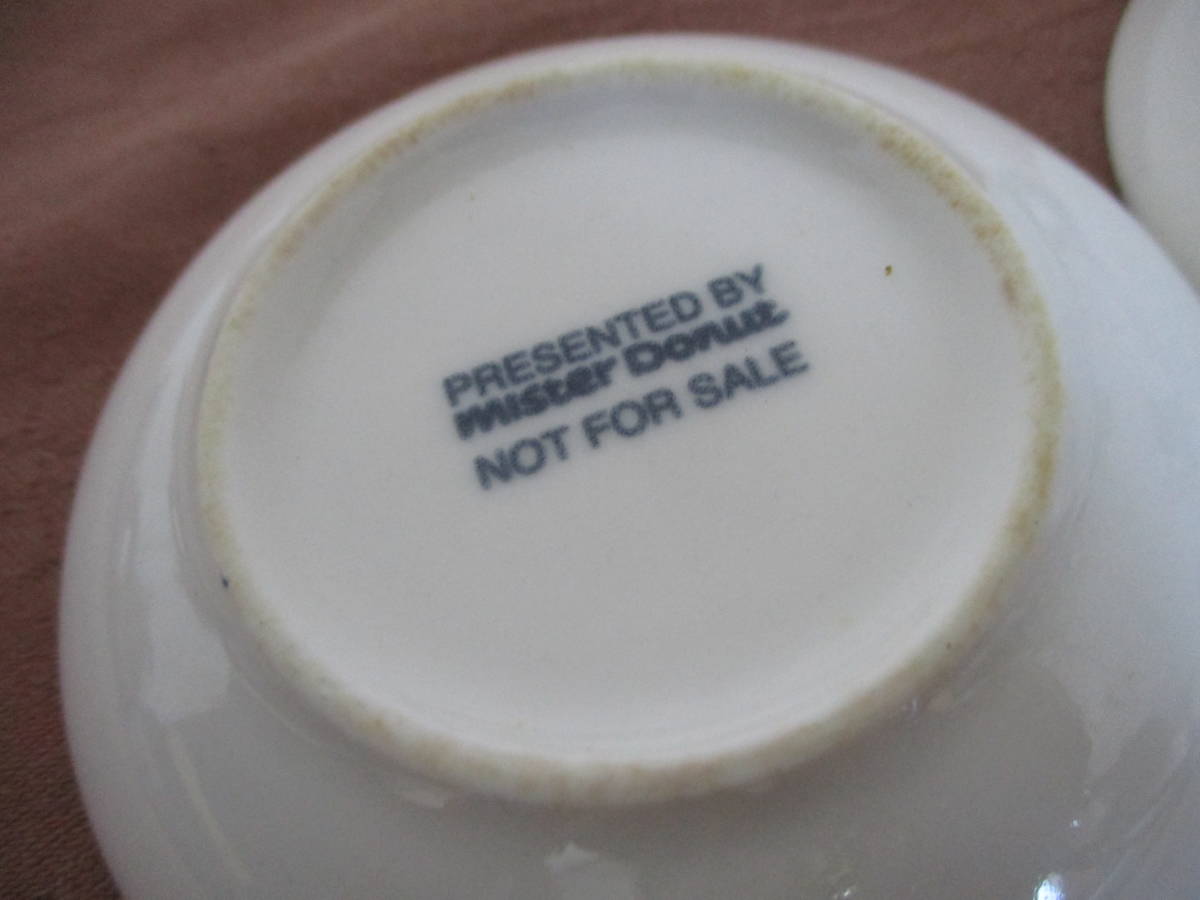 PRESENTED BY
mister Donut
NOT FOR SALE